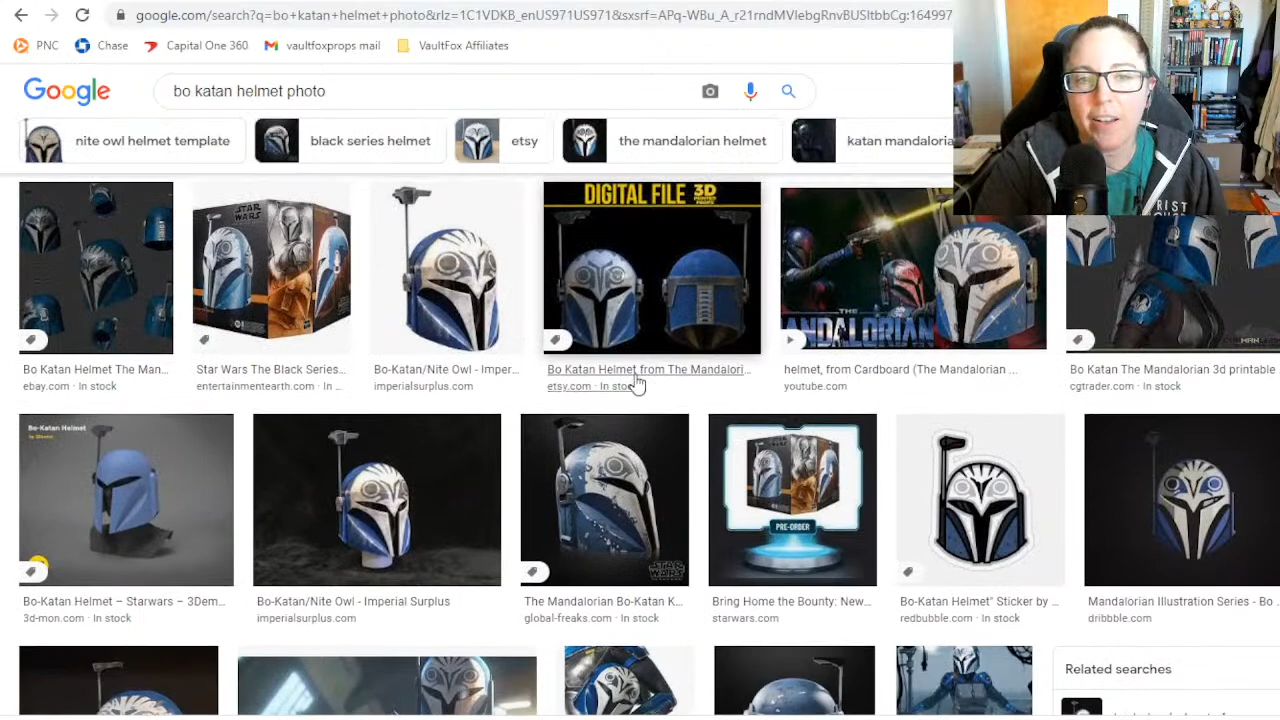 google.com/search?q=bo+katan+helmet+photo&rlz=1C1VDKB_enUS971US971&sxsrf=APq-WBu_A_r21rndMVlebgRnvBUSltbbCg:164997
PNC
Chase
Capital One 360
vaultfoxprops mail
VaultFox Affiliates
Google
bo katan helmet photo
nite owl helmet template
black series helmet
etsy
the mandalorian helmet
katan mandaloria
DIGITAL FILE 3D
STAR WARS
THE
MANDALORIAN
Bo Katan Helmet The Man...
Star Wars The Black Series...
Bo-Katan/Nite Owl - Imper...
Bo Katan Helmet from The Mandalori...
helmet, from Cardboard (The Mandalorian ...
Bo Katan The Mandalorian 3d printable
ebay.com · In stock
entertainmentearth.com · In ...
imperialsurplus.com
etsy.com · In stock
youtube.com
cgtrader.com · In stock
Bo-Katan Helmet
PRE-ORDER
STAR WARS
Bo-Katan Helmet – Starwars – 3Dem...
Bo-Katan/Nite Owl - Imperial Surplus
The Mandalorian Bo-Katan K...
Bring Home the Bounty: New...
Bo-Katan Helmet" Sticker by ...
Mandalorian Illustration Series - Bo
3d-mon.com · In stock
imperialsurplus.com
global-freaks.com · In stock
starwars.com
redbubble.com · In stock
dribbble.com
Related searches